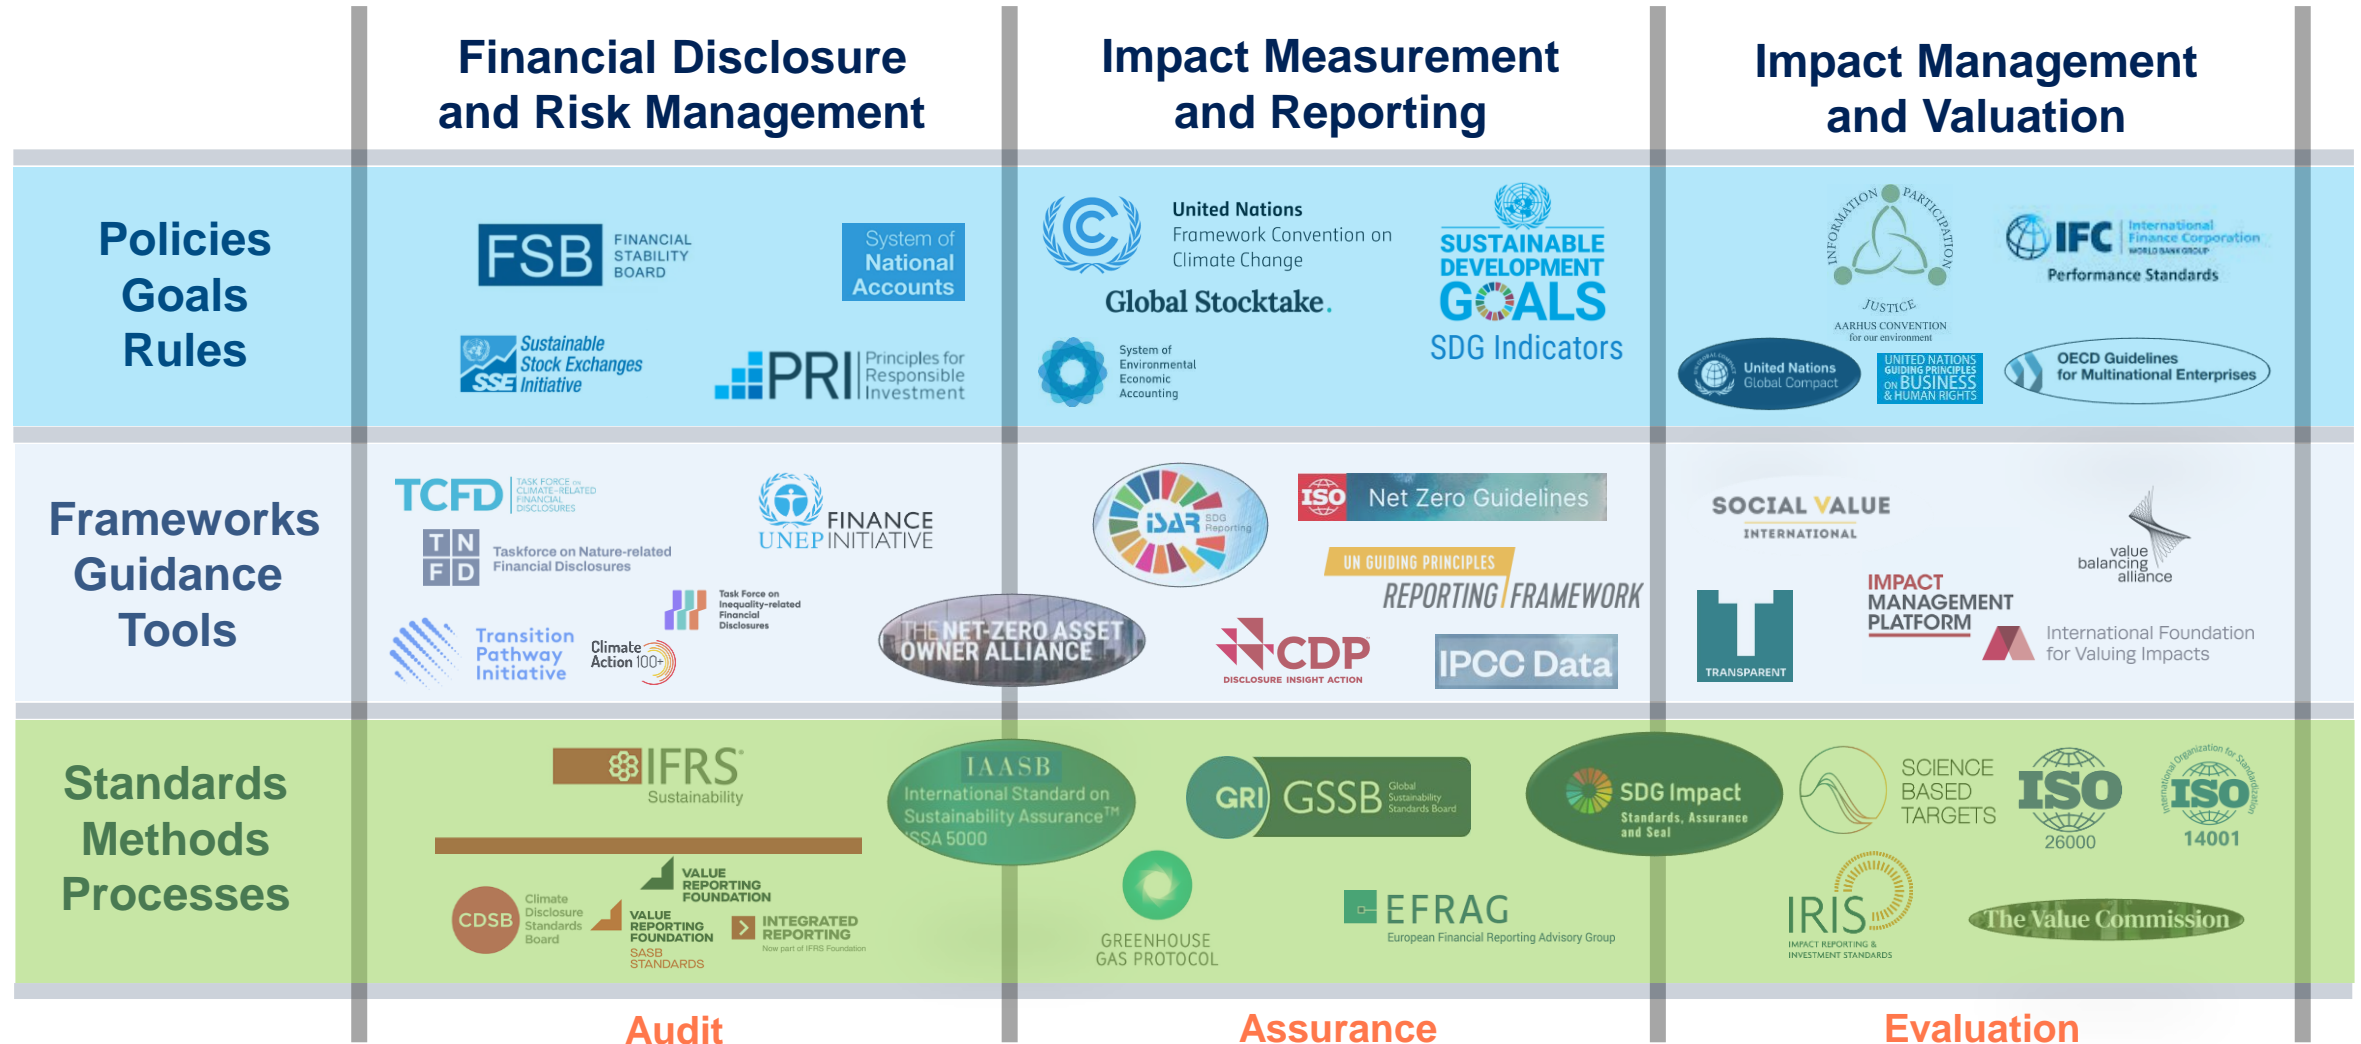 Financial Disclosure
and Risk Management
Impact Measurement
and Reporting
Impact Management
and Valuation
Policies
Goals
Rules
FSB
FINANCIAL
STABILITY
BOARD
System of
National
Accounts
SSE
Sustainable
Stock Exchanges
Initiative
PRI
Principles for
Responsible
Investment
United Nations
Framework Convention on
Climate Change
Global Stocktake.
System of
Environmental
Economic
Accounting
SUSTAINABLE
DEVELOPMENT
GOALS
SDG Indicators
INFORMATION
PARTICIPATION
JUSTICE
AARHUS CONVENTION
for our environment
IFC
International
Finance Corporation
WORLD BANK GROUP
Performance Standards
United Nations
Global Compact
UNITED NATIONS
GUIDING PRINCIPLES
ON BUSINESS
& HUMAN RIGHTS
OECD Guidelines
for Multinational Enterprises
Frameworks
Guidance
Tools
TCFD
TASK FORCE ON
CLIMATE-RELATED
FINANCIAL
DISCLOSURES
TN
FD
Taskforce on Nature-related
Financial Disclosures
FINANCE
UNEP INITIATIVE
Task Force on
Inequality-related
Financial
Disclosures
Transition
Pathway
Initiative
Climate
Action 100+
THE NET-ZERO ASSET
OWNER ALLIANCE
iSAR
SDG
Reporting
ISO
Net Zero Guidelines
UN GUIDING PRINCIPLES
REPORTING FRAMEWORK
CDP
DISCLOSURE INSIGHT ACTION
IPCC Data
SOCIAL VALUE
INTERNATIONAL
value
balancing
alliance
TRANSPARENT
IMPACT
MANAGEMENT
PLATFORM
International Foundation
for Valuing Impacts
Standards
Methods
Processes
IFRS®
Sustainability
CDSB
Climate
Disclosure
Standards
Board
VALUE
REPORTING
FOUNDATION
VALUE
REPORTING
FOUNDATION
SASB
STANDARDS
INTEGRATED
REPORTING
Now part of IFRS Foundation
IAASB
International Standard on
Sustainability Assurance™
ISSA 5000
GRI
GSSB
Global
Sustainability
Standards Board
GREENHOUSE
GAS PROTOCOL
EFRAG
European Financial Reporting Advisory Group
SDG Impact
Standards, Assurance
and Seal
SCIENCE
BASED
TARGETS
ISO
26000
International Organization for Standardization
ISO
14001
IRIS
IMPACT REPORTING &
INVESTMENT STANDARDS
The Value Commission
Audit
Assurance
Evaluation